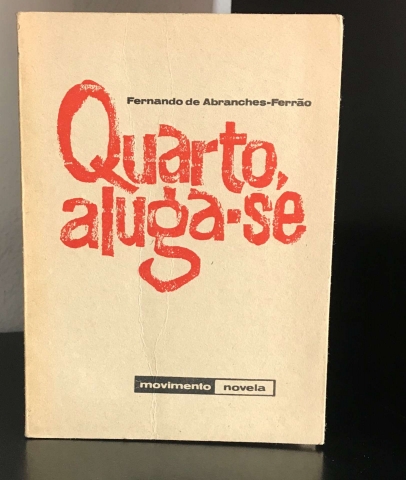 Fernando de Abranches-Ferrão
Quarto,
aluga-se
movimento novela